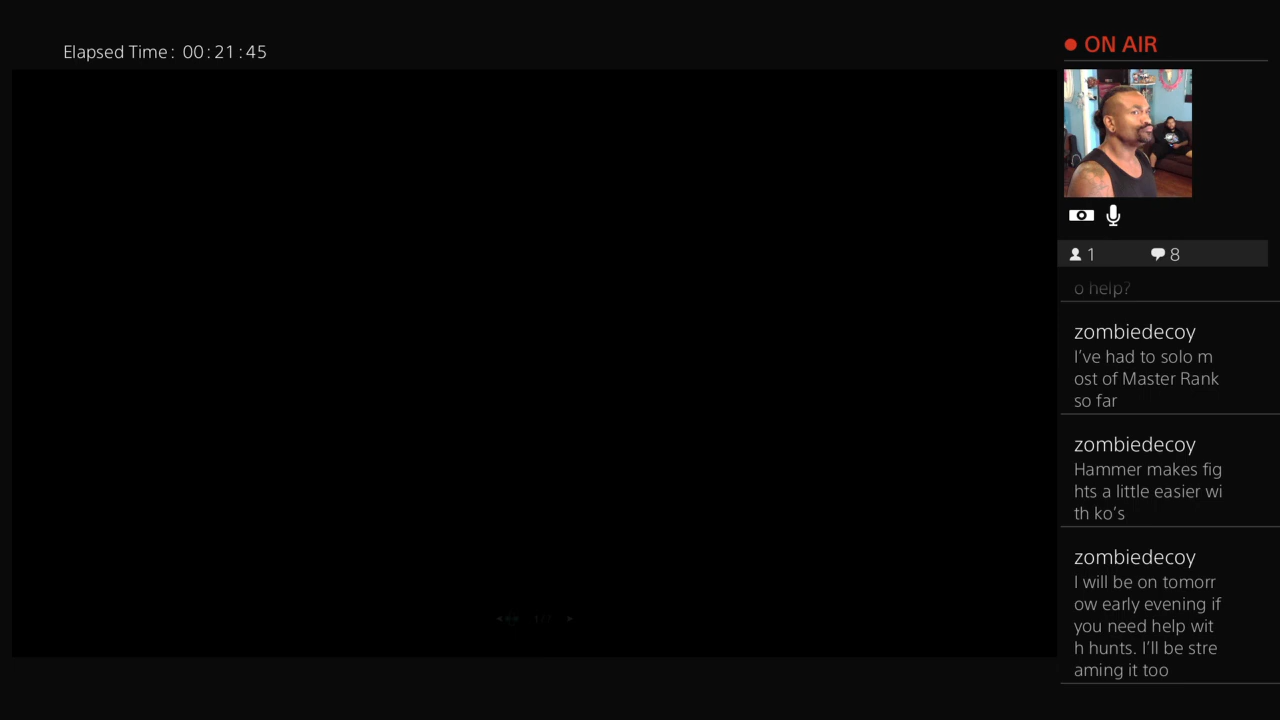 Elapsed Time: 00:21:45
ON AIR
1
8
o help?
zombiedecoy
I've had to solo m
ost of Master Rank
so far
zombiedecoy
Hammer makes fig
hts a little easier wi
th ko's
zombiedecoy
I will be on tomorr
ow early evening if
you need help wit
h hunts. I'll be stre
aming it too